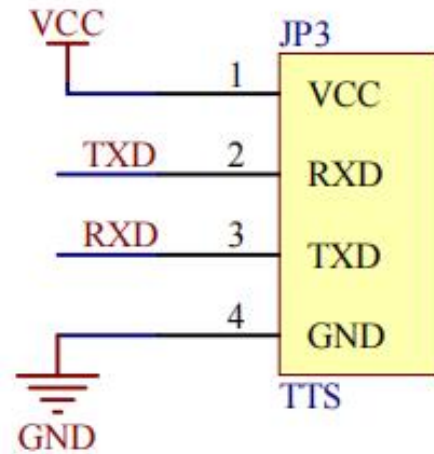 VCC
JP3
1 VCC
TXD 2 RXD
RXD 3 TXD
4 GND
TTS
GND